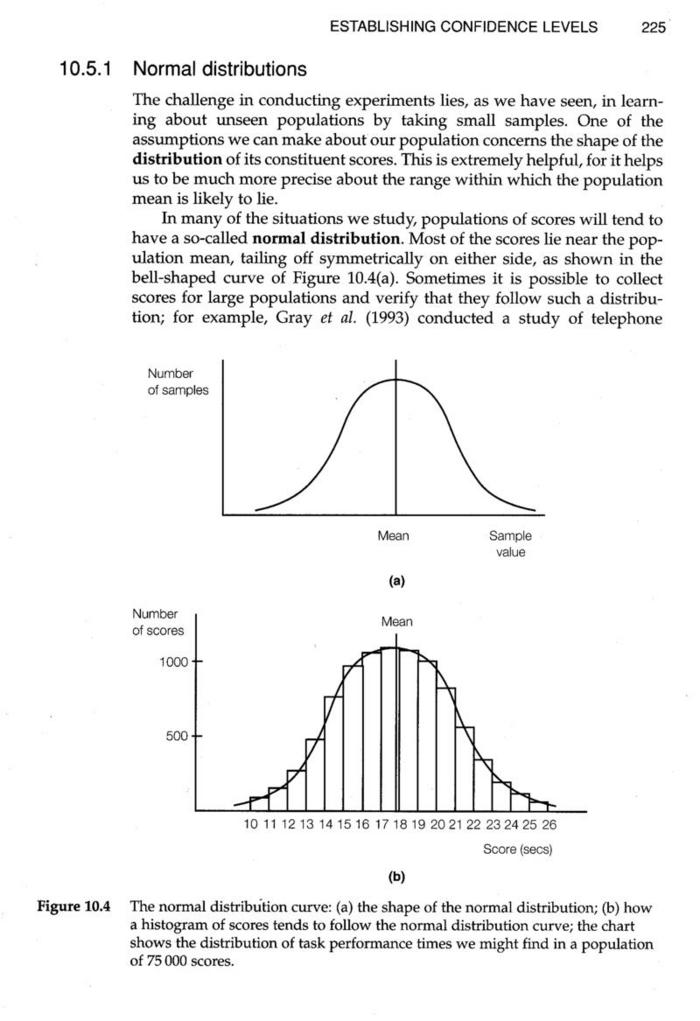 ESTABLISHING CONFIDENCE LEVELS 225
10.5.1 Normal distributions
The challenge in conducting experiments lies, as we have seen, in learn-
ing about unseen populations by taking small samples. One of the
assumptions we can make about our population concerns the shape of the
distribution of its constituent scores. This is extremely helpful, for it helps
us to be much more precise about the range within which the population
mean is likely to lie.
In many of the situations we study, populations of scores will tend to
have a so-called normal distribution. Most of the scores lie near the pop-
ulation mean, tailing off symmetrically on either side, as shown in the
bell-shaped curve of Figure 10.4(a). Sometimes it is possible to collect
scores for large populations and verify that they follow such a distribu-
tion; for example, Gray et al. (1993) conducted a study of telephone
Number
of samples
Mean
Sample
value
(a)
Number
of scores
Mean
1000
500
10 11 12 13 14 15 16 17 18 19 20 21 22 23 24 25 26
Score (secs)
(b)
Figure 10.4 The normal distribution curve: (a) the shape of the normal distribution; (b) how
a histogram of scores tends to follow the normal distribution curve; the chart
shows the distribution of task performance times we might find in a population
of 75 000 scores.